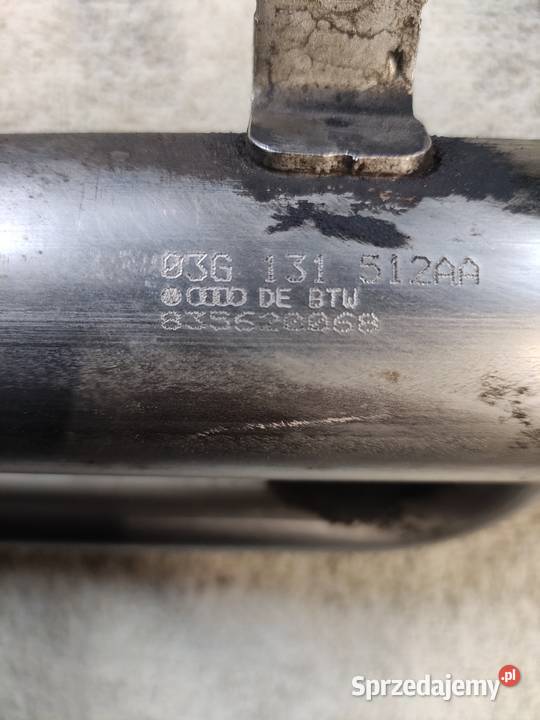 03G 131 512AA
DE BTW
835620068
Sprzedajemy.pl